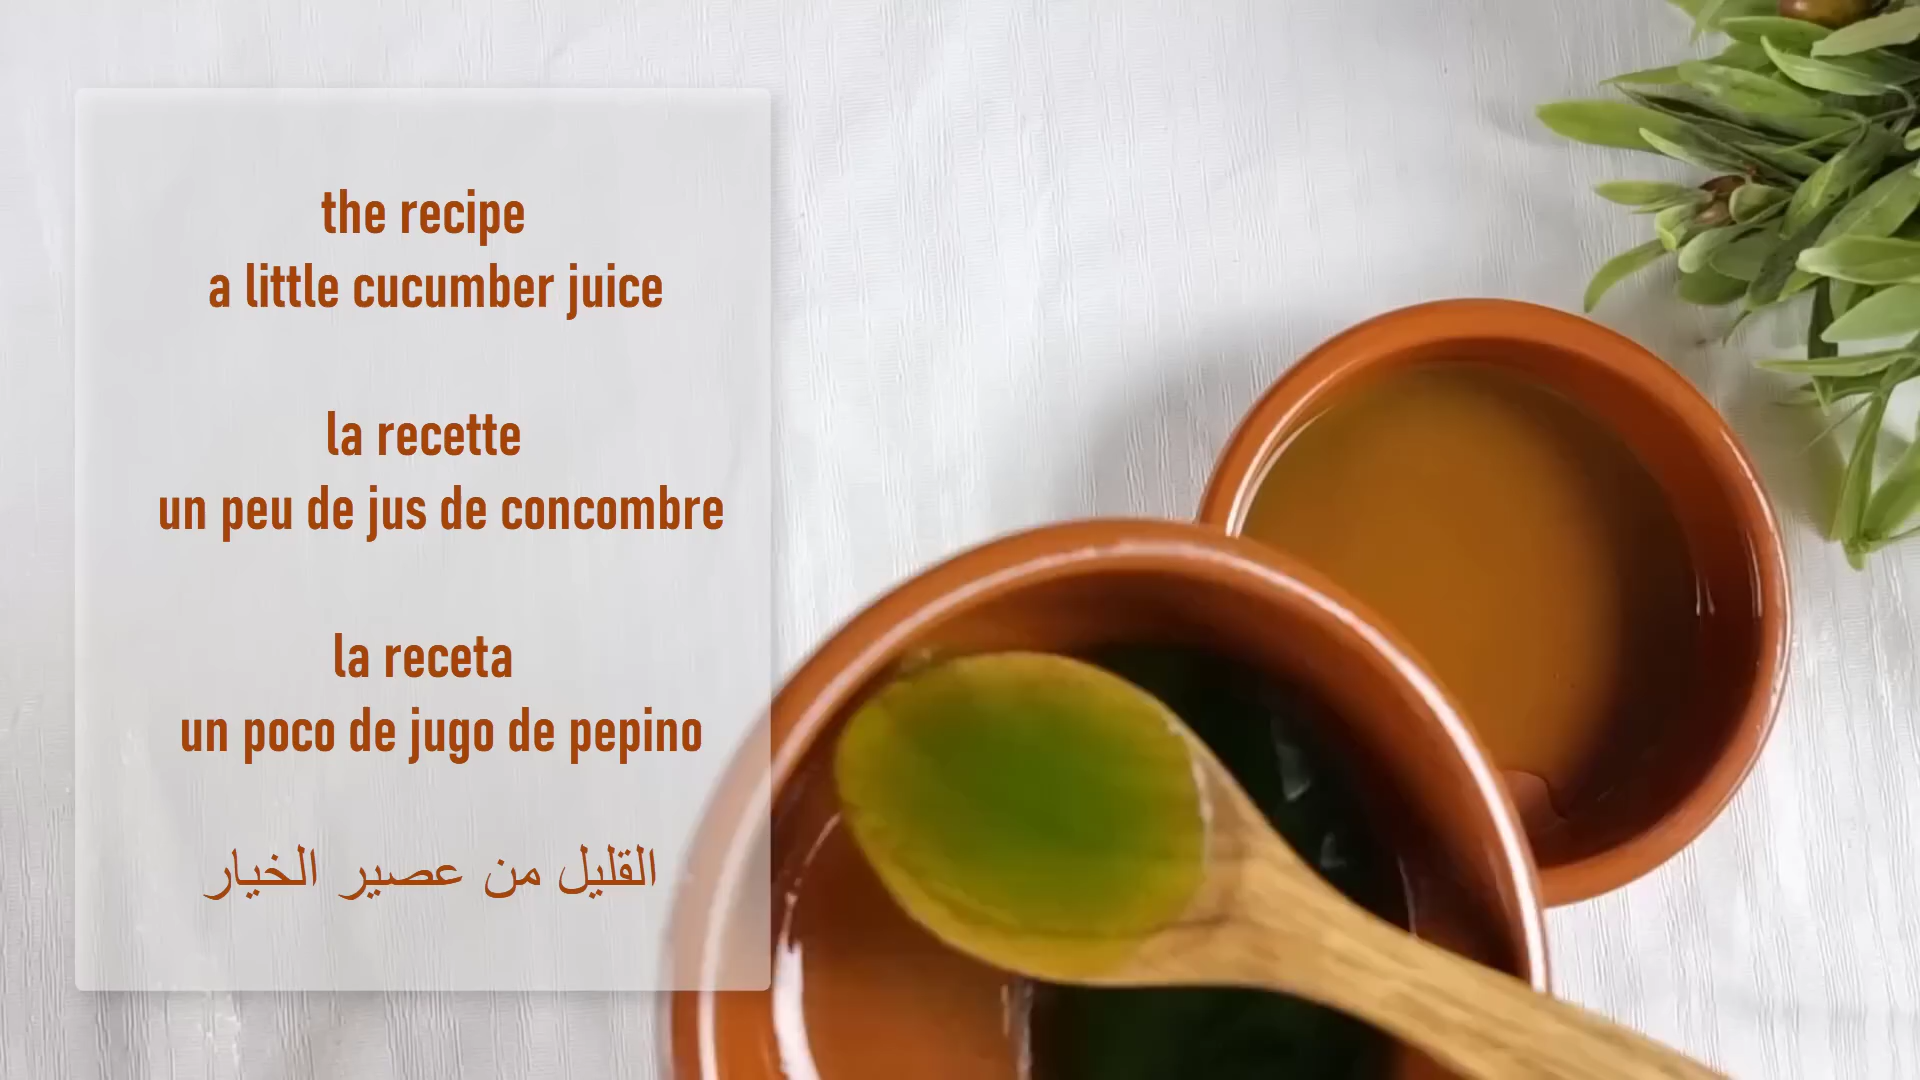 the recipe
a little cucumber juice
la recette
un peu de jus de concombre
la receta
un poco de jugo de pepino
القليل من عصير الخيار